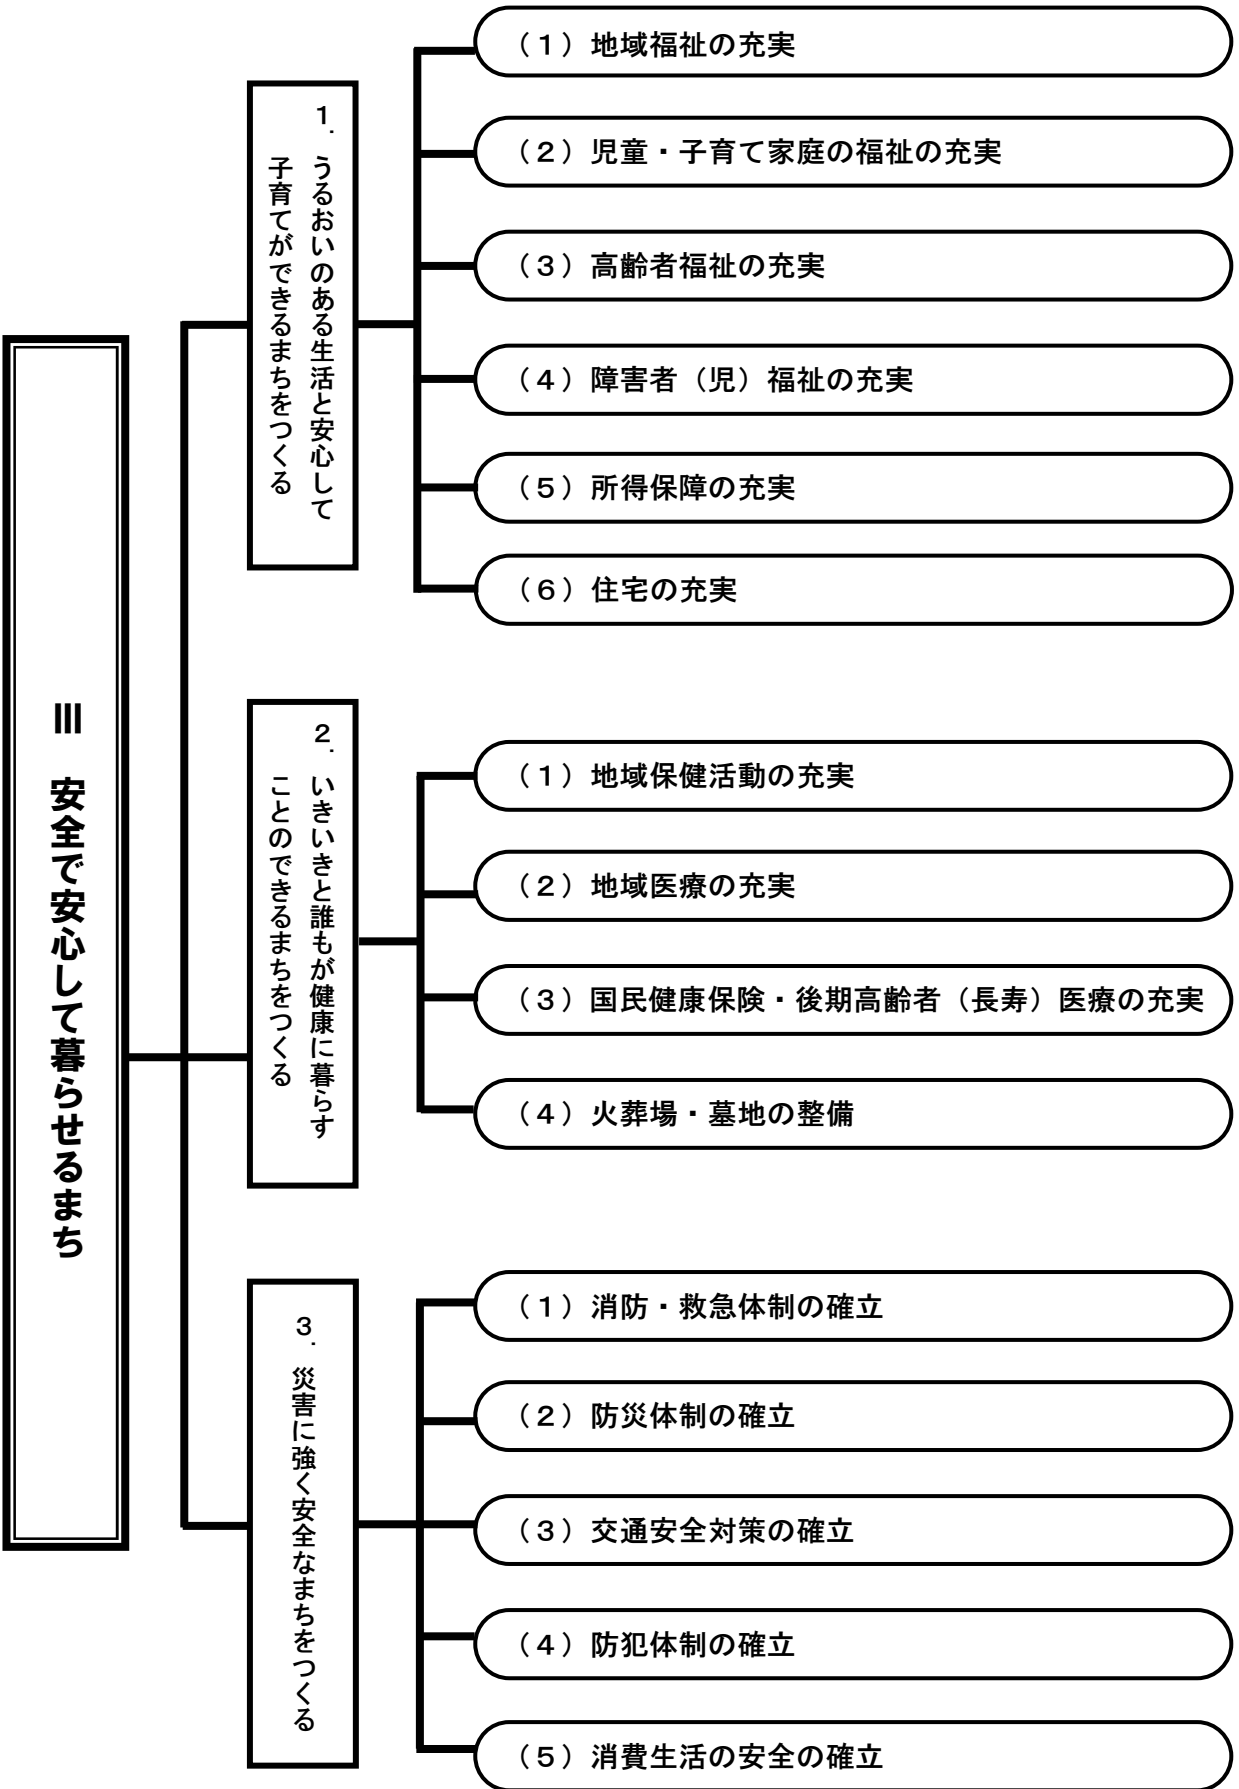 Ⅲ　安全で安心して暮らせるまち
1．うるおいのある生活と安心して
子育てができるまちをつくる
（１）地域福祉の充実
（２）児童・子育て家庭の福祉の充実
（３）高齢者福祉の充実
（４）障害者（児）福祉の充実
（５）所得保障の充実
（６）住宅の充実
2．いきいきと誰もが健康に暮らす
ことのできるまちをつくる
（１）地域保健活動の充実
（２）地域医療の充実
（３）国民健康保険・後期高齢者（長寿）医療の充実
（４）火葬場・墓地の整備
3．災害に強く安全なまちをつくる
（１）消防・救急体制の確立
（２）防災体制の確立
（３）交通安全対策の確立
（４）防犯体制の確立
（５）消費生活の安全の確立